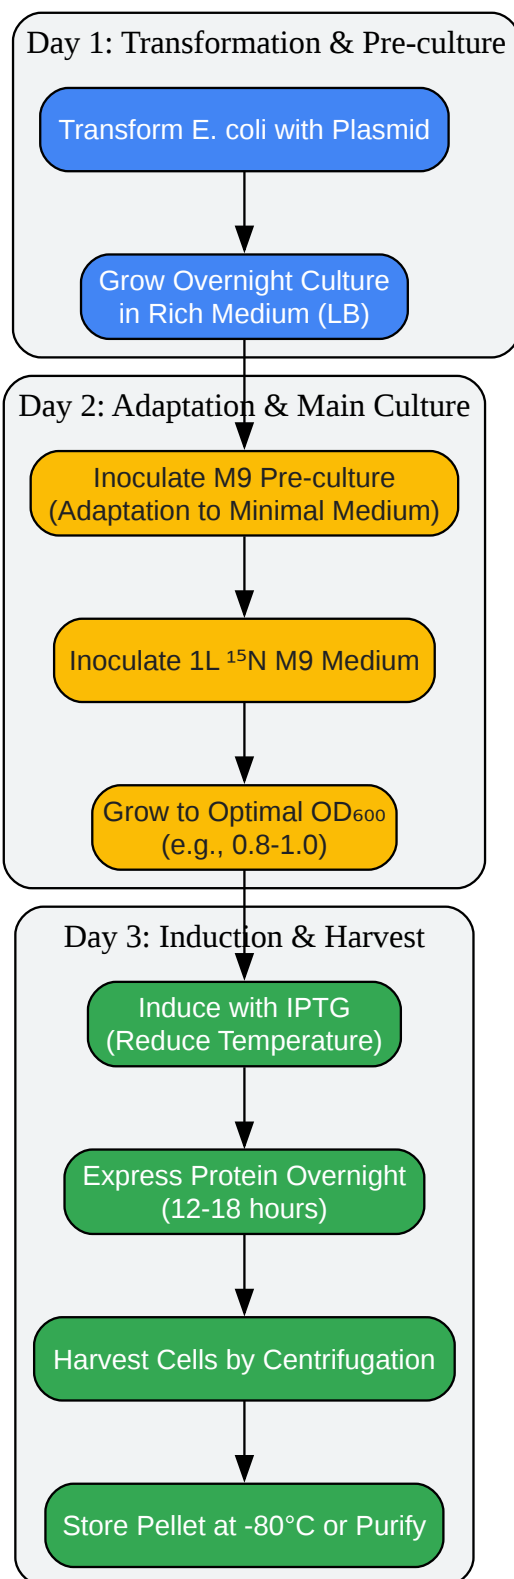 Day 1: Transformation & Pre-culture
Transform E. coli with Plasmid
Grow Overnight Culture
in Rich Medium (LB)
Day 2: Adaptation & Main Culture
Inoculate M9 Pre-culture
(Adaptation to Minimal Medium)
Inoculate 1L ¹⁵N M9 Medium
Grow to Optimal OD₆₀₀
(e.g., 0.8-1.0)
Day 3: Induction & Harvest
Induce with IPTG
(Reduce Temperature)
Express Protein Overnight
(12-18 hours)
Harvest Cells by Centrifugation
Store Pellet at -80°C or Purify